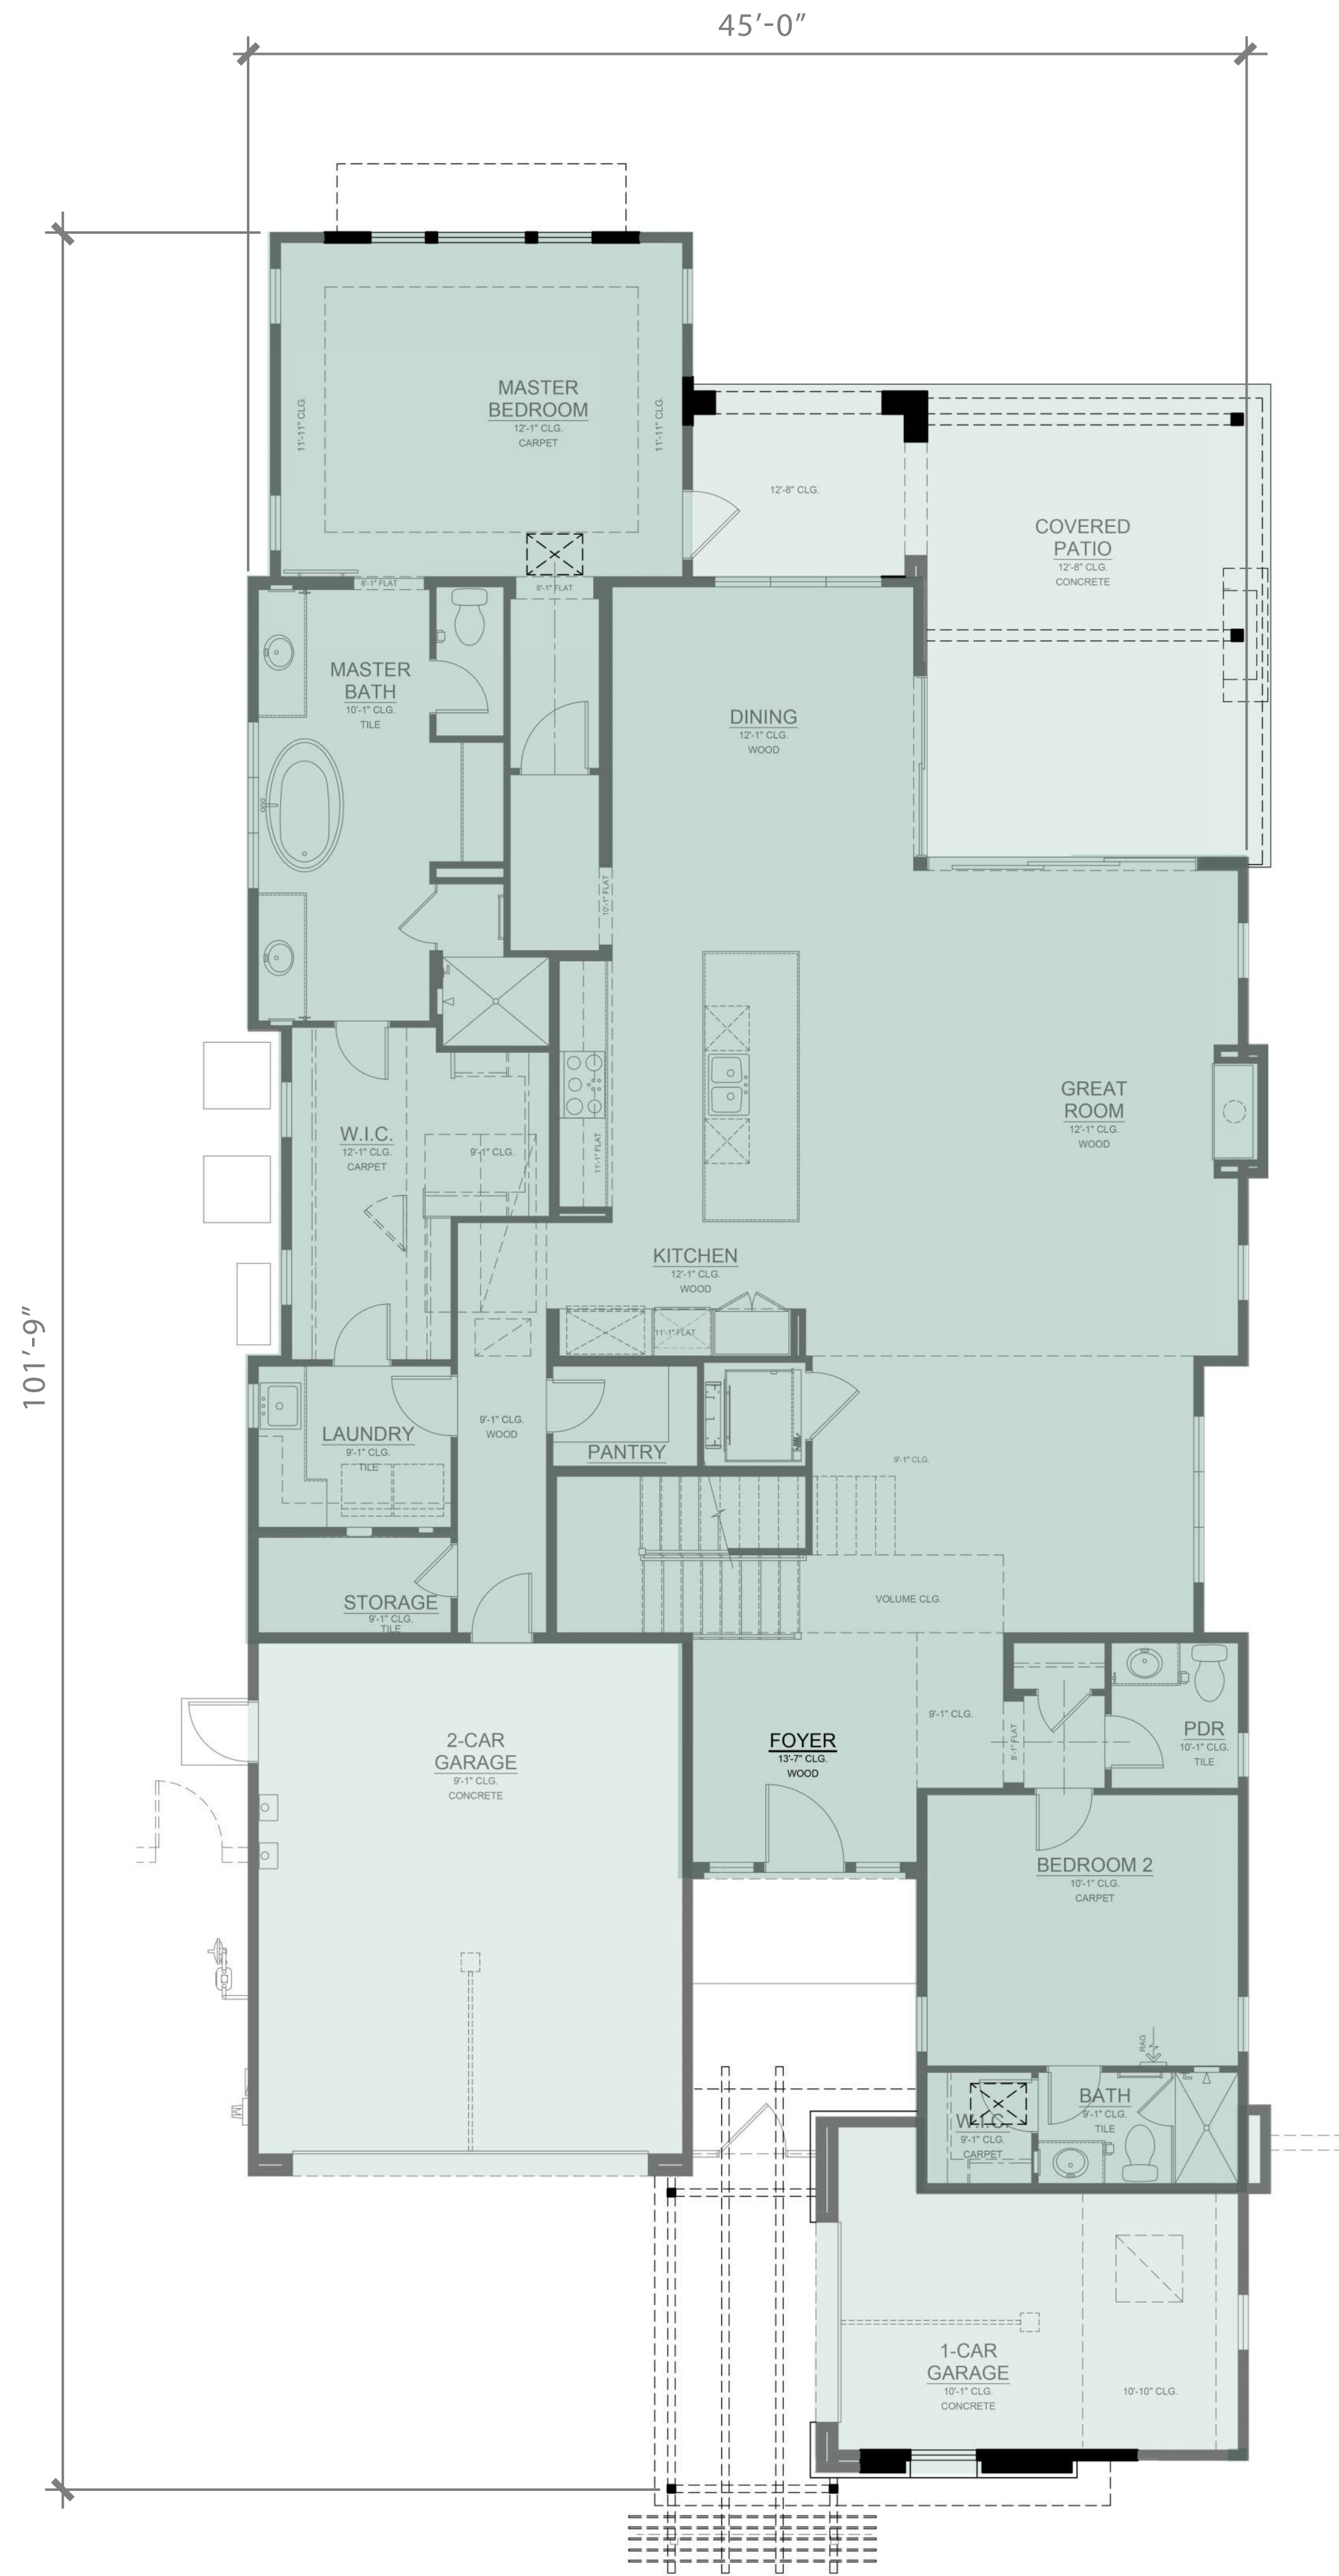 45'-0"
101'-9"
MASTER
BEDROOM
12'-1" CLG.
CARPET
11'-11" CLG.
11'-11" CLG.
12'-8" CLG.
COVERED
PATIO
12'-8" CLG.
CONCRETE
8'-1" FLAT
8'-1" FLAT
MASTER
BATH
10'-1" CLG.
TILE
DINING
12'-1" CLG.
WOOD
10'-1" FLAT
GREAT
ROOM
12'-1" CLG.
WOOD
W.I.C.
12'-1" CLG.
CARPET
9'-1" CLG.
11'-1" FLAT
KITCHEN
12'-1" CLG.
WOOD
11'-1" FLAT
LAUNDRY
9'-1" CLG.
TILE
9'-1" CLG.
WOOD
PANTRY
9'-1" CLG.
STORAGE
9'-1" CLG.
TILE
VOLUME CLG.
2-CAR
GARAGE
9'-1" CLG.
CONCRETE
FOYER
13'-7" CLG.
WOOD
9'-1" CLG.
8'-1" FLAT
PDR
10'-1" CLG.
TILE
BEDROOM 2
10'-1" CLG.
CARPET
RAG
BATH
9'-1" CLG.
TILE
W.I.C.
9'-1" CLG.
CARPET
M
1-CAR
GARAGE
10'-1" CLG.
CONCRETE
10'-10" CLG.